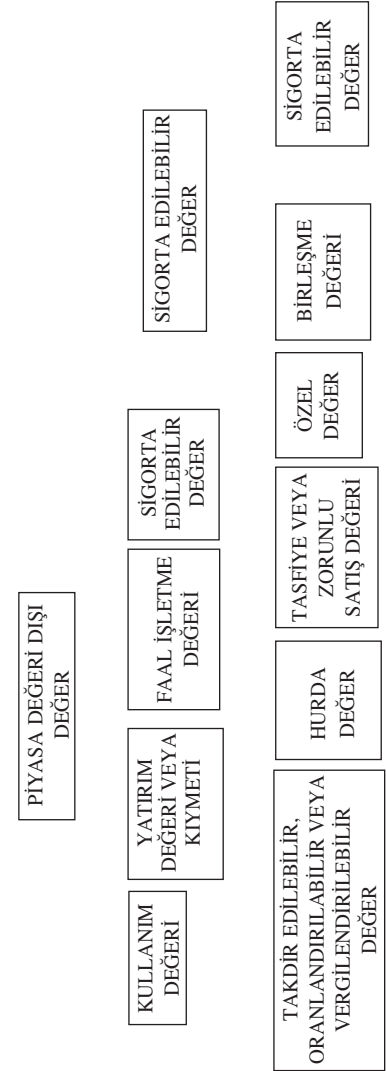 PİYASA DEĞERİ DIŞI
DEĞER
KULLANIM
DEĞERİ
YATIRIM
DEĞERİ VEYA
KIYMETİ
FAAL İŞLETME
DEĞERİ
SİGORTA
EDİLEBİLİR
DEĞER
SİGORTA EDİLEBİLİR
DEĞER
TAKDİR EDİLEBİLİR,
ORANLANDIRILABİLİR VEYA
VERGİLENDİRİLEBİLİR
DEĞER
HURDA
DEĞER
TASFİYE VEYA
ZORUNLU
SATIŞ DEĞERİ
ÖZEL
DEĞER
BİRLEŞME
DEĞERİ
SİGORTA
EDİLEBİLİR
DEĞER